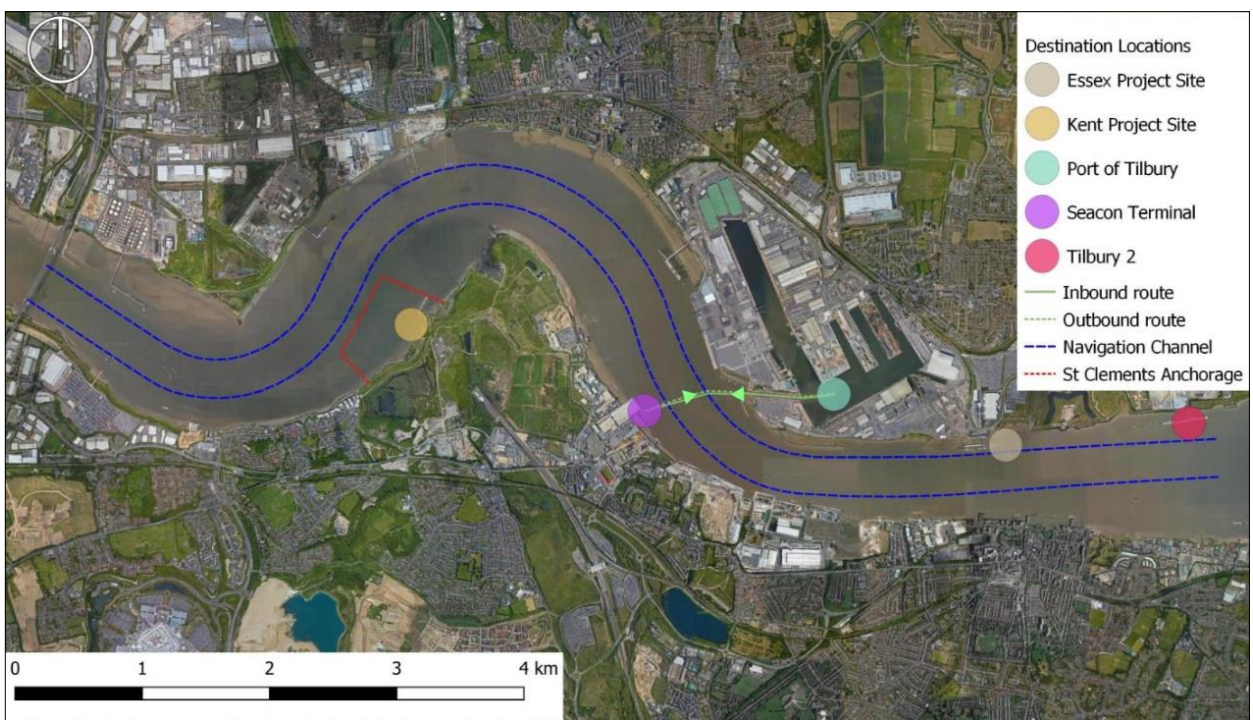 Destination Locations
Essex Project Site
Kent Project Site
Port of Tilbury
Seacon Terminal
Tilbury 2
Inbound route
Outbound route
Navigation Channel
St Clements Anchorage
0 1 2 3 4 km